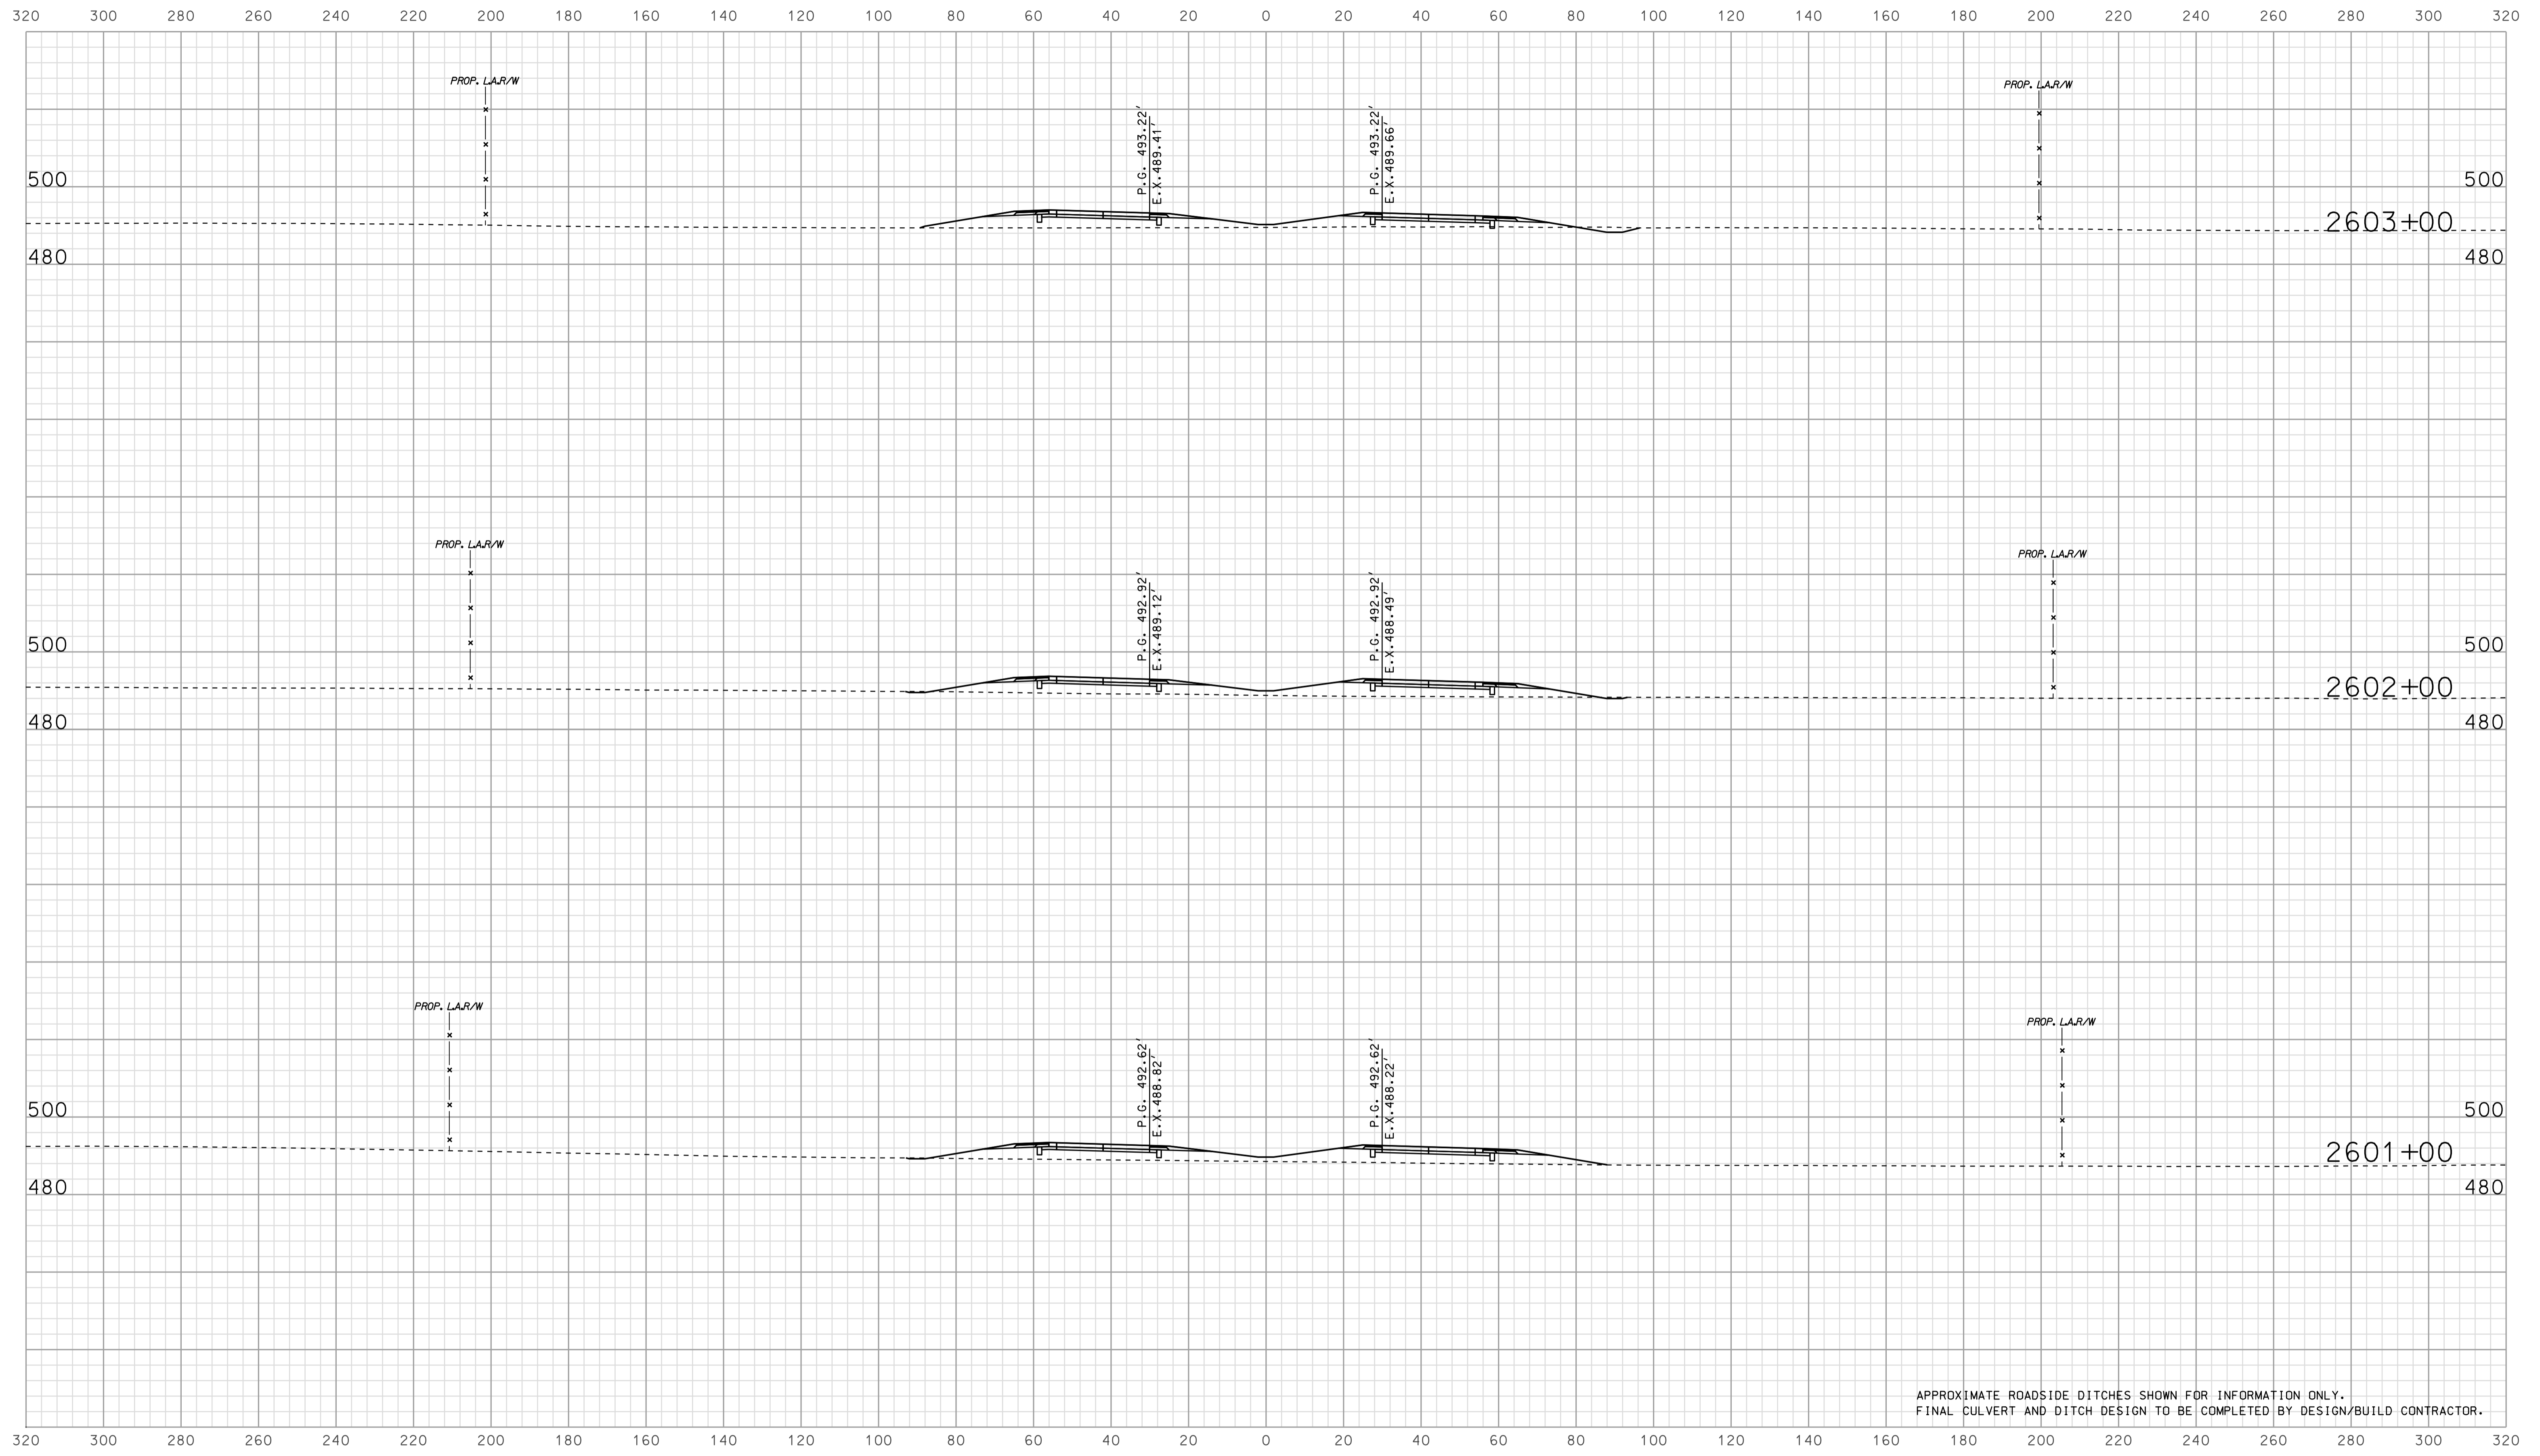 320 300 280 260 240 220 200 180 160 140 120 100 80 60 40 20 0 20 40 60 80 100 120 140 160 180 200 220 240 260 280 300 320
PROP. L.A.R/W
PROP. L.A.R/W
P.G. 493.22'
E.X.489.41'
P.G. 493.22'
E.X.489.66'
500
500
2603+00
480
480
PROP. L.A.R/W
PROP. L.A.R/W
P.G. 492.92'
E.X.489.12'
P.G. 492.92'
E.X.488.49'
500
500
2602+00
480
480
PROP. L.A.R/W
PROP. L.A.R/W
P.G. 492.62'
E.X.488.82'
P.G. 492.62'
E.X.488.22'
500
500
2601+00
480
480
APPROXIMATE ROADSIDE DITCHES SHOWN FOR INFORMATION ONLY.
FINAL CULVERT AND DITCH DESIGN TO BE COMPLETED BY DESIGN/BUILD CONTRACTOR.
320 300 280 260 240 220 200 180 160 140 120 100 80 60 40 20 0 20 40 60 80 100 120 140 160 180 200 220 240 260 280 300 320